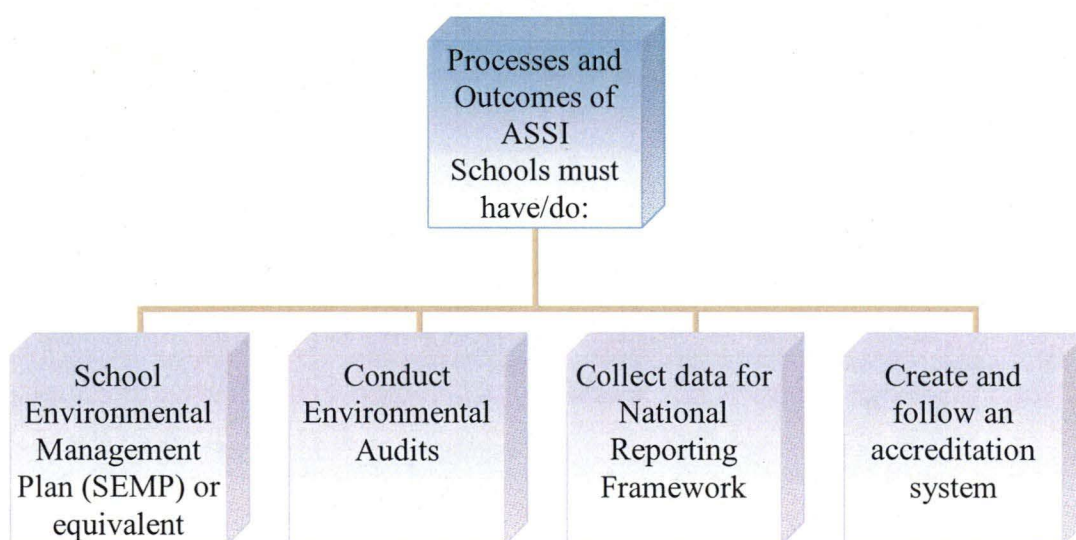 Processes and
Outcomes of
ASSI
Schools must
have/do:
School
Environmental
Management
Plan (SEMP) or
equivalent
Conduct
Environmental
Audits
Collect data for
National
Reporting
Framework
Create and
follow an
accreditation
system